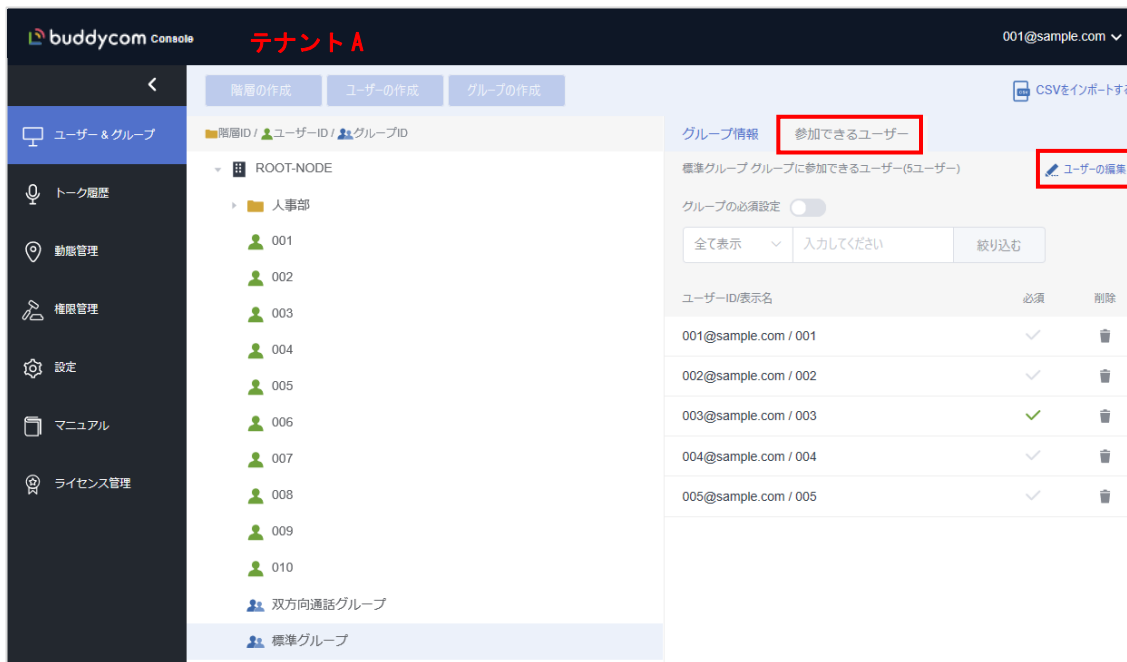 buddycom Console
テナントA
001@sample.com
階層の作成
ユーザーの作成
グループの作成
CSVをインポートする
ユーザー & グループ
トーク履歴
動態管理
権限管理
設定
マニュアル
ライセンス管理
階層ID / ユーザーID / グループID
ROOT-NODE
人事部
001
002
003
004
005
006
007
008
009
010
双方向通話グループ
標準グループ
グループ情報
参加できるユーザー
標準グループ グループに参加できるユーザー(5ユーザー)
ユーザーの編集
グループの必須設定
全て表示
入力してください
絞り込む
ユーザーID/表示名
必須
削除
001@sample.com / 001
002@sample.com / 002
003@sample.com / 003
004@sample.com / 004
005@sample.com / 005